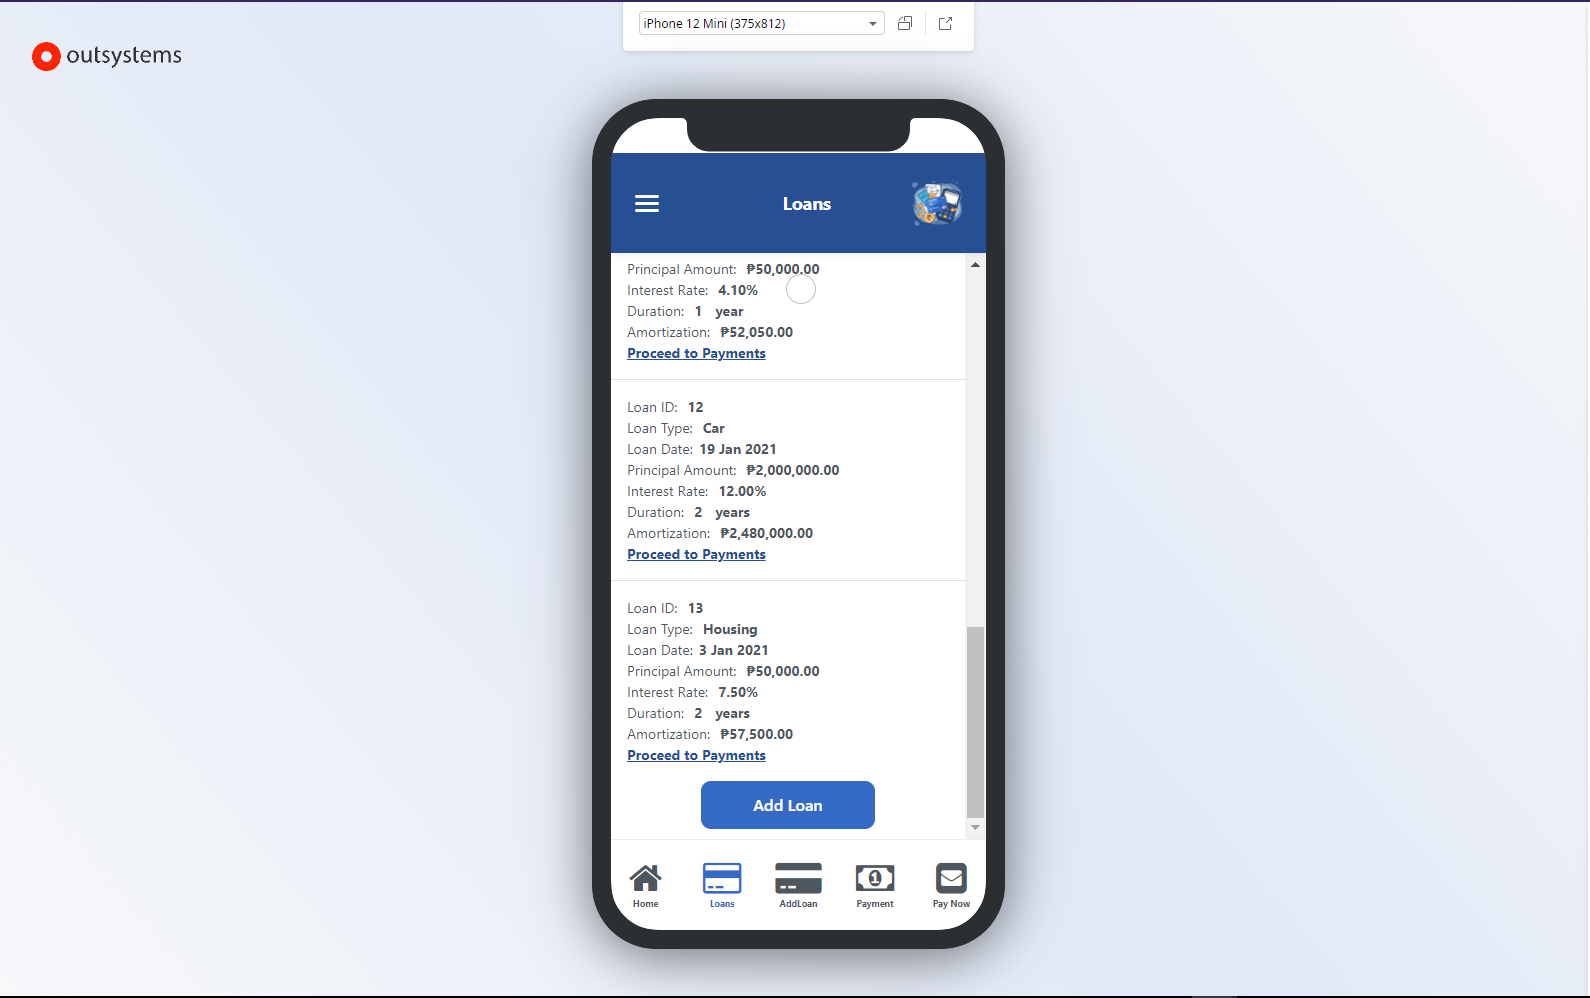 iPhone 12 Mini (375x812)
outsystems
Loans
Principal Amount: ₱50,000.00
Interest Rate: 4.10%
Duration: 1 year
Amortization: ₱52,050.00
Proceed to Payments
Loan ID: 12
Loan Type: Car
Loan Date: 19 Jan 2021
Principal Amount: ₱2,000,000.00
Interest Rate: 12.00%
Duration: 2 years
Amortization: ₱2,480,000.00
Proceed to Payments
Loan ID: 13
Loan Type: Housing
Loan Date: 3 Jan 2021
Principal Amount: ₱50,000.00
Interest Rate: 7.50%
Duration: 2 years
Amortization: ₱57,500.00
Proceed to Payments
Add Loan
Home Loans AddLoan Payment Pay Now